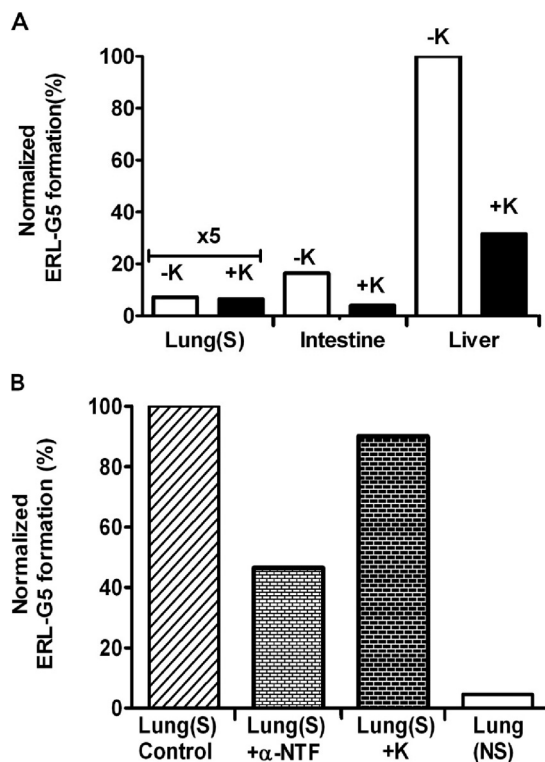 A
Normalized
ERL-G5 formation(%)
100
80
60
40
20
0
x5
-K
+K
-K
+K
-K
+K
Lung(S)
Intestine
Liver
B
Normalized
ERL-G5 formation (%)
100
80
60
40
20
0
Lung(S)
Control
Lung(S)
+α-NTF
Lung(S)
+K
Lung
(NS)